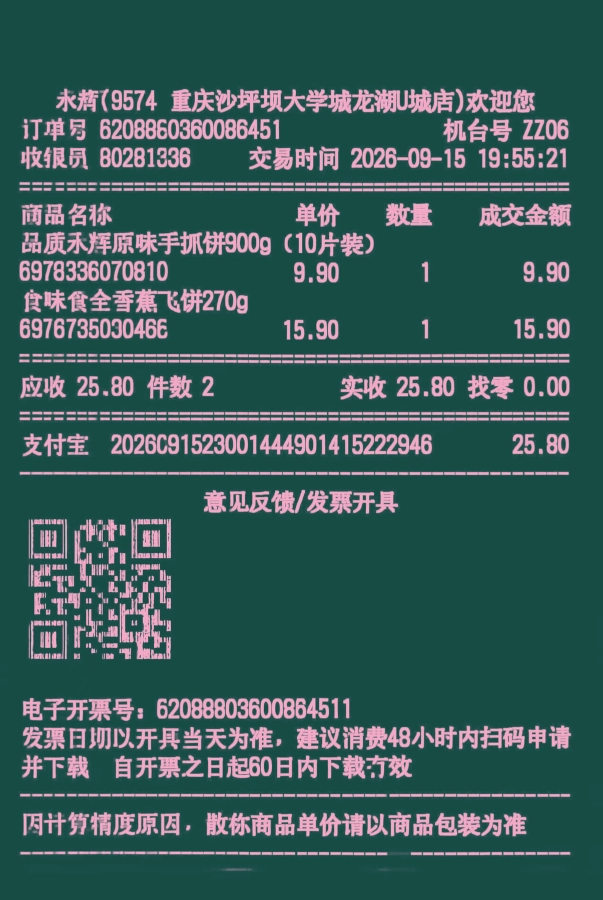 永辉(9574 重庆沙坪坝大学城龙湖U城店)欢迎您
订单号 6208860360086451 机台号 ZZ06
收银员 80281336 交易时间 2026-09-15 19:55:21
商品名称 单价 数量 成交金额
品质永辉原味手抓饼900g（10片装）
6978336070810 9.90 1 9.90
食味食全香蕉飞饼270g
6976735030466 15.90 1 15.90
应收 25.80 件数 2 实收 25.80 找零 0.00
支付宝 2026091523001444901415222946 25.80
意见反馈/发票开具
电子开票号：62088803600864511
发票日期以开具当天为准，建议消费48小时内扫码申请
并下载 自开票之日起60日内下载有效
因计算精度原因，散称商品单价请以商品包装为准